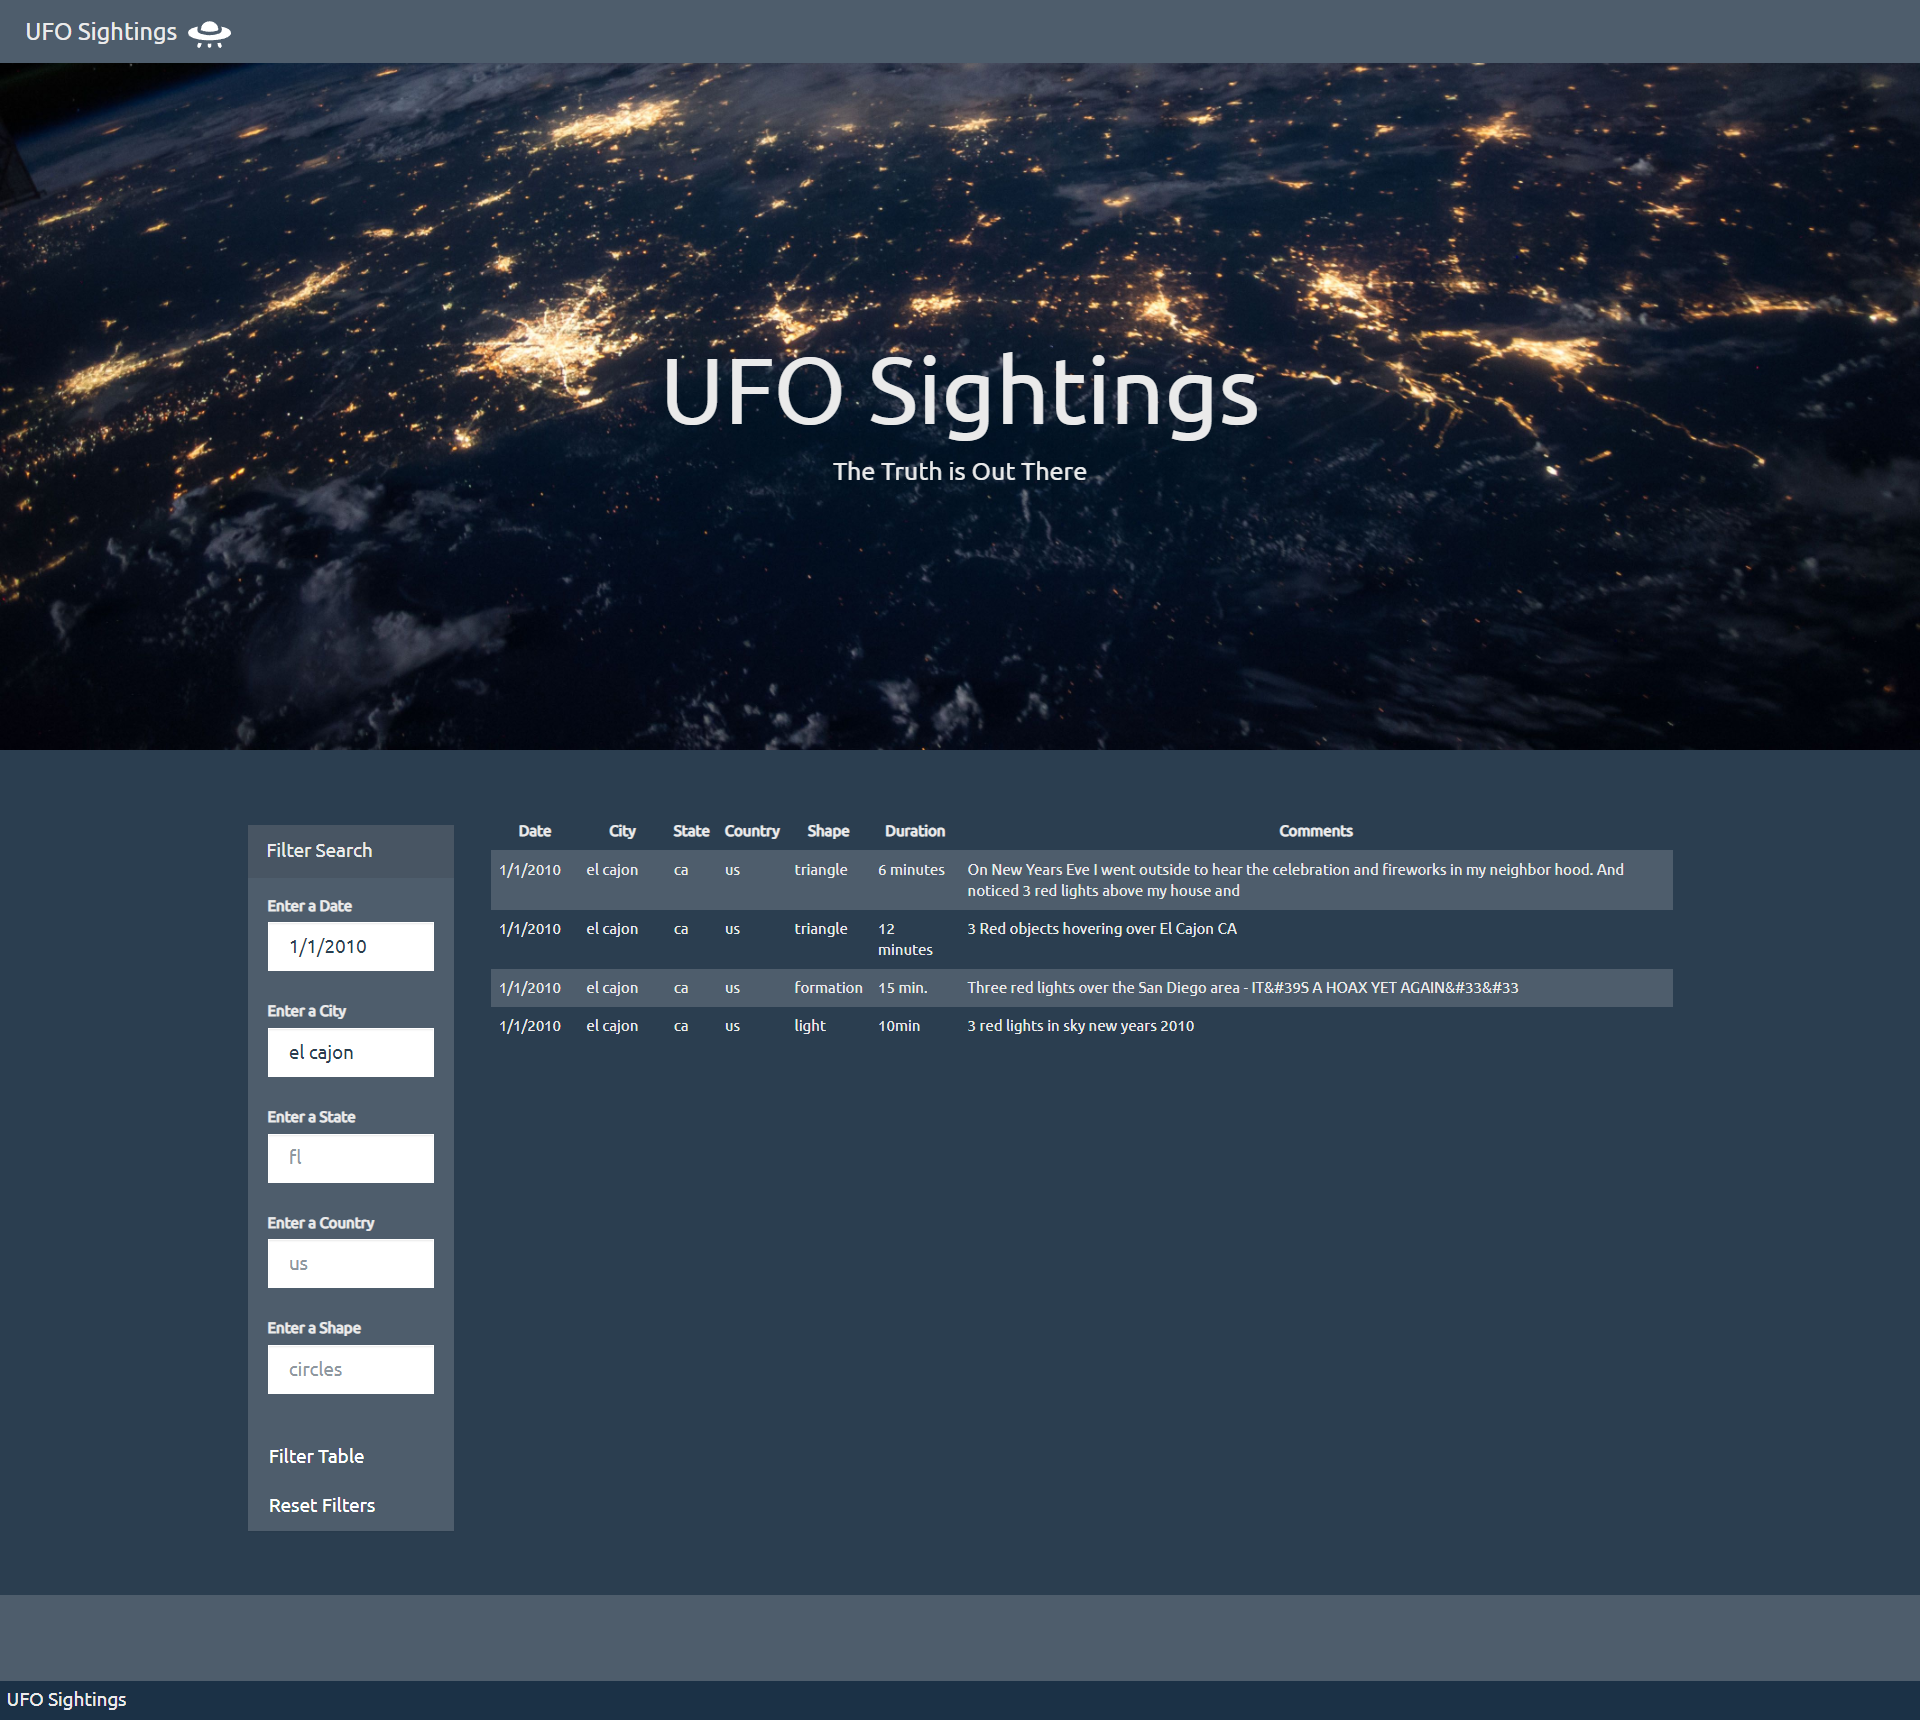 UFO Sightings
UFO Sightings
The Truth is Out There
Filter Search
Enter a Date
1/1/2010
Enter a City
el cajon
Enter a State
fl
Enter a Country
us
Enter a Shape
circles
Filter Table
Reset Filters
Date City State Country Shape Duration Comments
1/1/2010 el cajon ca us triangle 6 minutes On New Years Eve I went outside to hear the celebration and fireworks in my neighbor hood. And
noticed 3 red lights above my house and
1/1/2010 el cajon ca us triangle 12 3 Red objects hovering over El Cajon CA
minutes
1/1/2010 el cajon ca us formation 15 min. Three red lights over the San Diego area - IT&#39S A HOAX YET AGAIN&#33&#33
1/1/2010 el cajon ca us light 10min 3 red lights in sky new years 2010
UFO Sightings